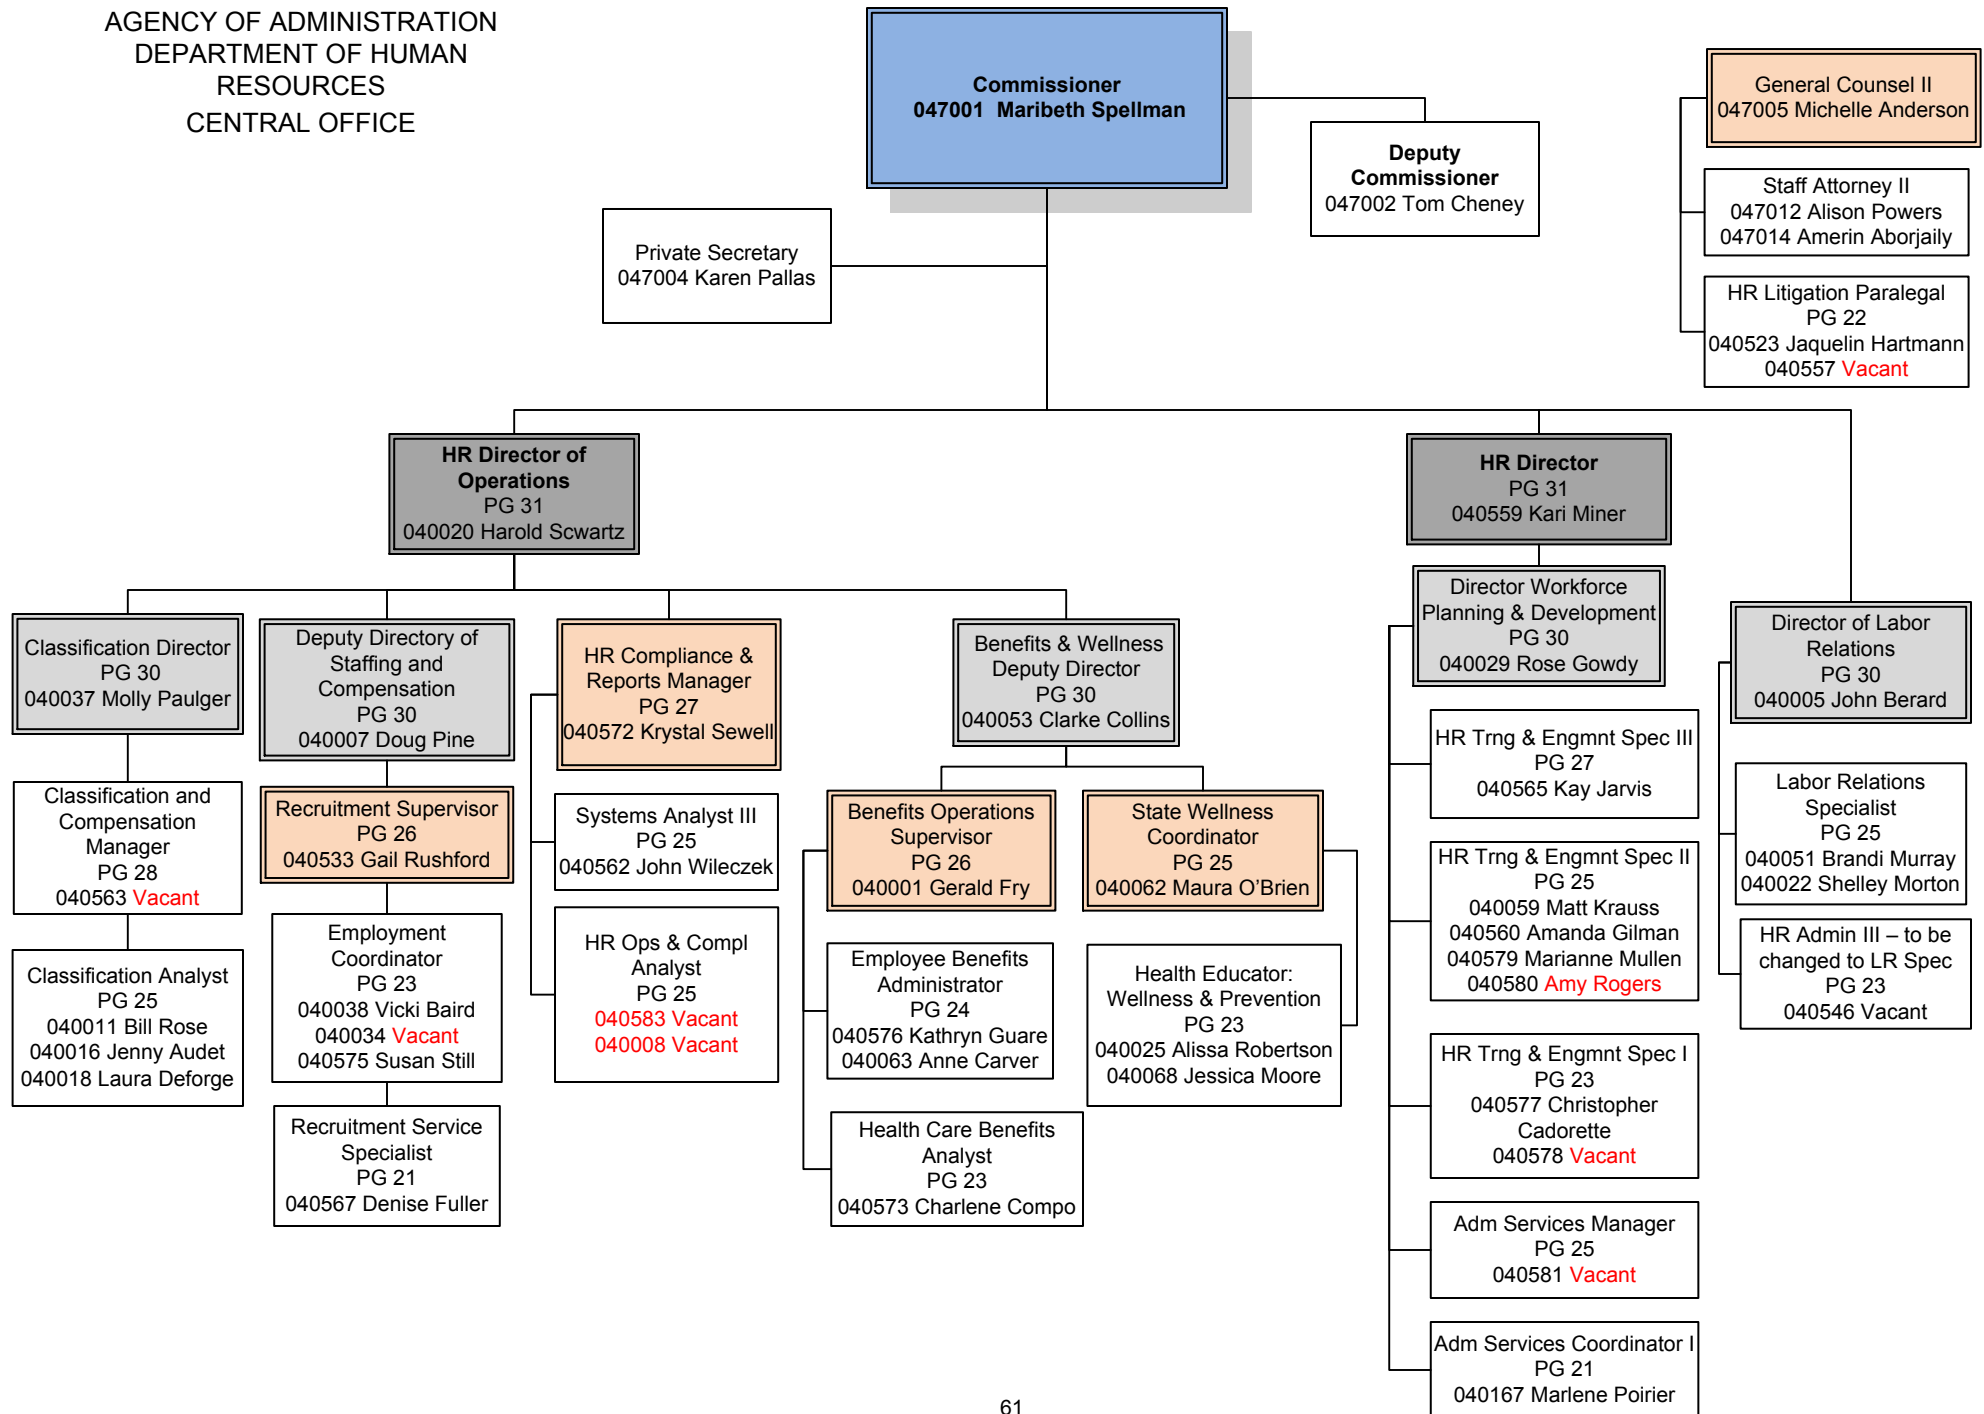 AGENCY OF ADMINISTRATION
DEPARTMENT OF HUMAN
RESOURCES
CENTRAL OFFICE
Commissioner
047001 Maribeth Spellman
Deputy
Commissioner
047002 Tom Cheney
General Counsel II
047005 Michelle Anderson
Staff Attorney II
047012 Alison Powers
047014 Amerin Aborjaily
HR Litigation Paralegal
PG 22
040523 Jaquelin Hartmann
040557 Vacant
Private Secretary
047004 Karen Pallas
HR Director of
Operations
PG 31
040020 Harold Scwartz
HR Director
PG 31
040559 Kari Miner
Classification Director
PG 30
040037 Molly Paulger
Classification and
Compensation
Manager
PG 28
040563 Vacant
Classification Analyst
PG 25
040011 Bill Rose
040016 Jenny Audet
040018 Laura Deforge
Deputy Directory of
Staffing and
Compensation
PG 30
040007 Doug Pine
Recruitment Supervisor
PG 26
040533 Gail Rushford
Employment
Coordinator
PG 23
040038 Vicki Baird
040034 Vacant
040575 Susan Still
Recruitment Service
Specialist
PG 21
040567 Denise Fuller
HR Compliance &
Reports Manager
PG 27
040572 Krystal Sewell
Systems Analyst III
PG 25
040562 John Wileczek
HR Ops & Compl
Analyst
PG 25
040583 Vacant
040008 Vacant
Benefits & Wellness
Deputy Director
PG 30
040053 Clarke Collins
Benefits Operations
Supervisor
PG 26
040001 Gerald Fry
Employee Benefits
Administrator
PG 24
040576 Kathryn Guare
040063 Anne Carver
Health Care Benefits
Analyst
PG 23
040573 Charlene Compo
State Wellness
Coordinator
PG 25
040062 Maura O’Brien
Health Educator:
Wellness & Prevention
PG 23
040025 Alissa Robertson
040068 Jessica Moore
Director Workforce
Planning & Development
PG 30
040029 Rose Gowdy
HR Trng & Engmnt Spec III
PG 27
040565 Kay Jarvis
HR Trng & Engmnt Spec II
PG 25
040059 Matt Krauss
040560 Amanda Gilman
040579 Marianne Mullen
040580 Amy Rogers
HR Trng & Engmnt Spec I
PG 23
040577 Christopher
Cadorette
040578 Vacant
Adm Services Manager
PG 25
040581 Vacant
Adm Services Coordinator I
PG 21
040167 Marlene Poirier
Director of Labor
Relations
PG 30
040005 John Berard
Labor Relations
Specialist
PG 25
040051 Brandi Murray
040022 Shelley Morton
HR Admin III – to be
changed to LR Spec
PG 23
040546 Vacant
61